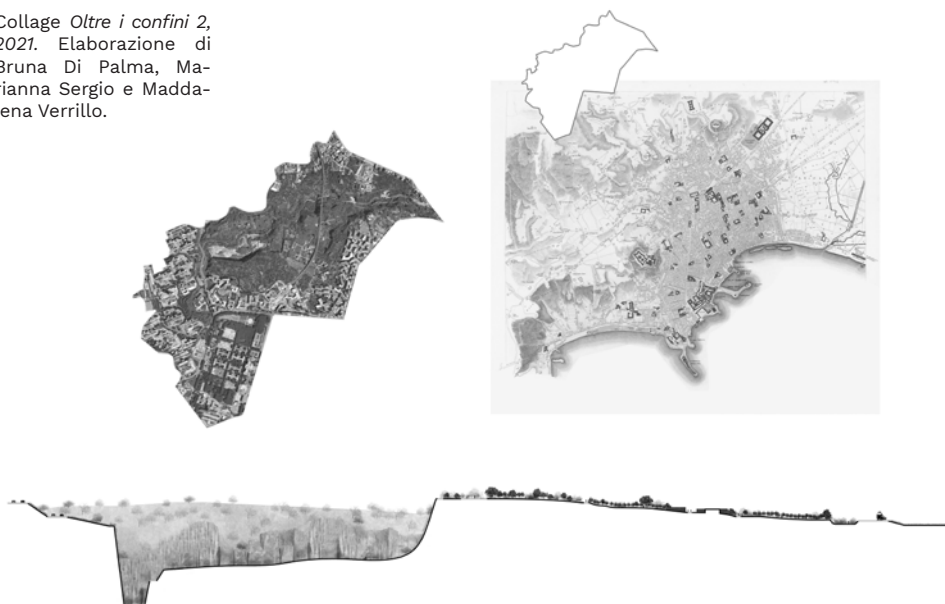 Collage Oltre i confini 2,
2021. Elaborazione di
Bruna Di Palma, Ma-
rianna Sergio e Madda-
lena Verrillo.